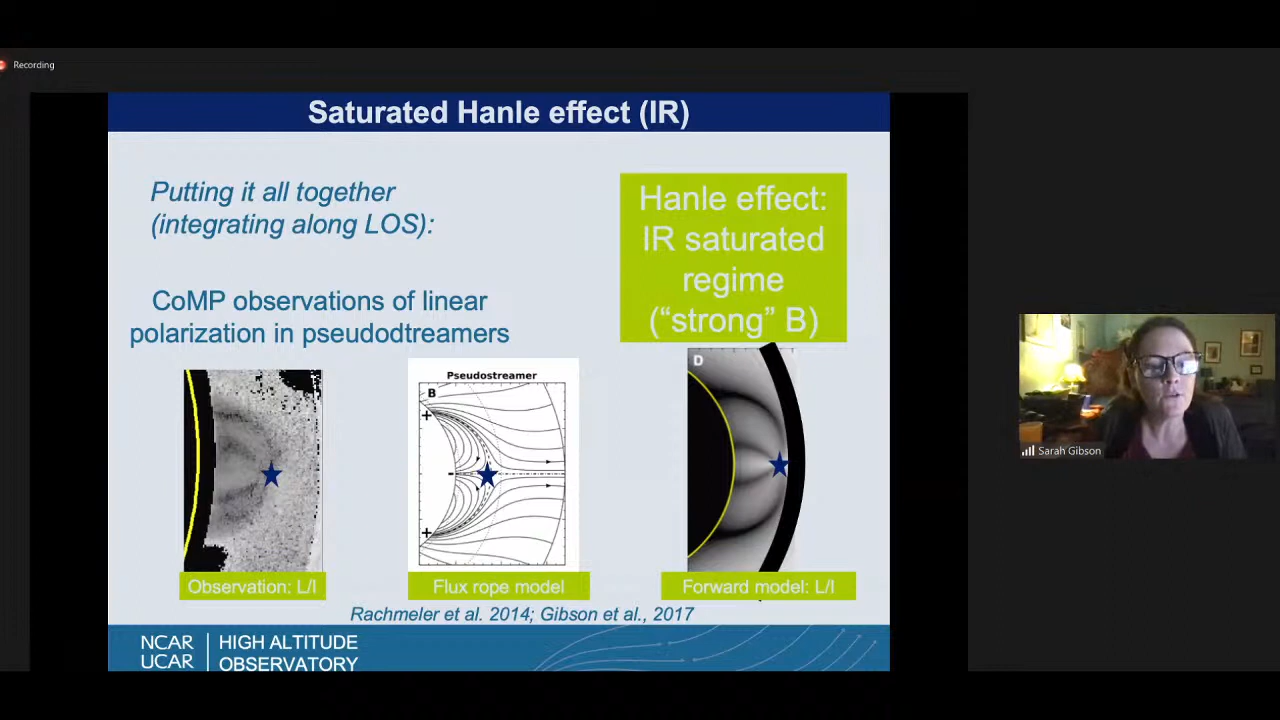 Recording
Saturated Hanle effect (IR)
Putting it all together
(integrating along LOS):
Hanle effect:
IR saturated
regime
(“strong” B)
CoMP observations of linear
polarization in pseudodtreamers
Pseudostreamer
B
+
-
+
D
Observation: L/I
Flux rope model
Forward model: L/I
Rachmeler et al. 2014; Gibson et al., 2017
NCAR
UCAR
HIGH ALTITUDE
OBSERVATORY
Sarah Gibson